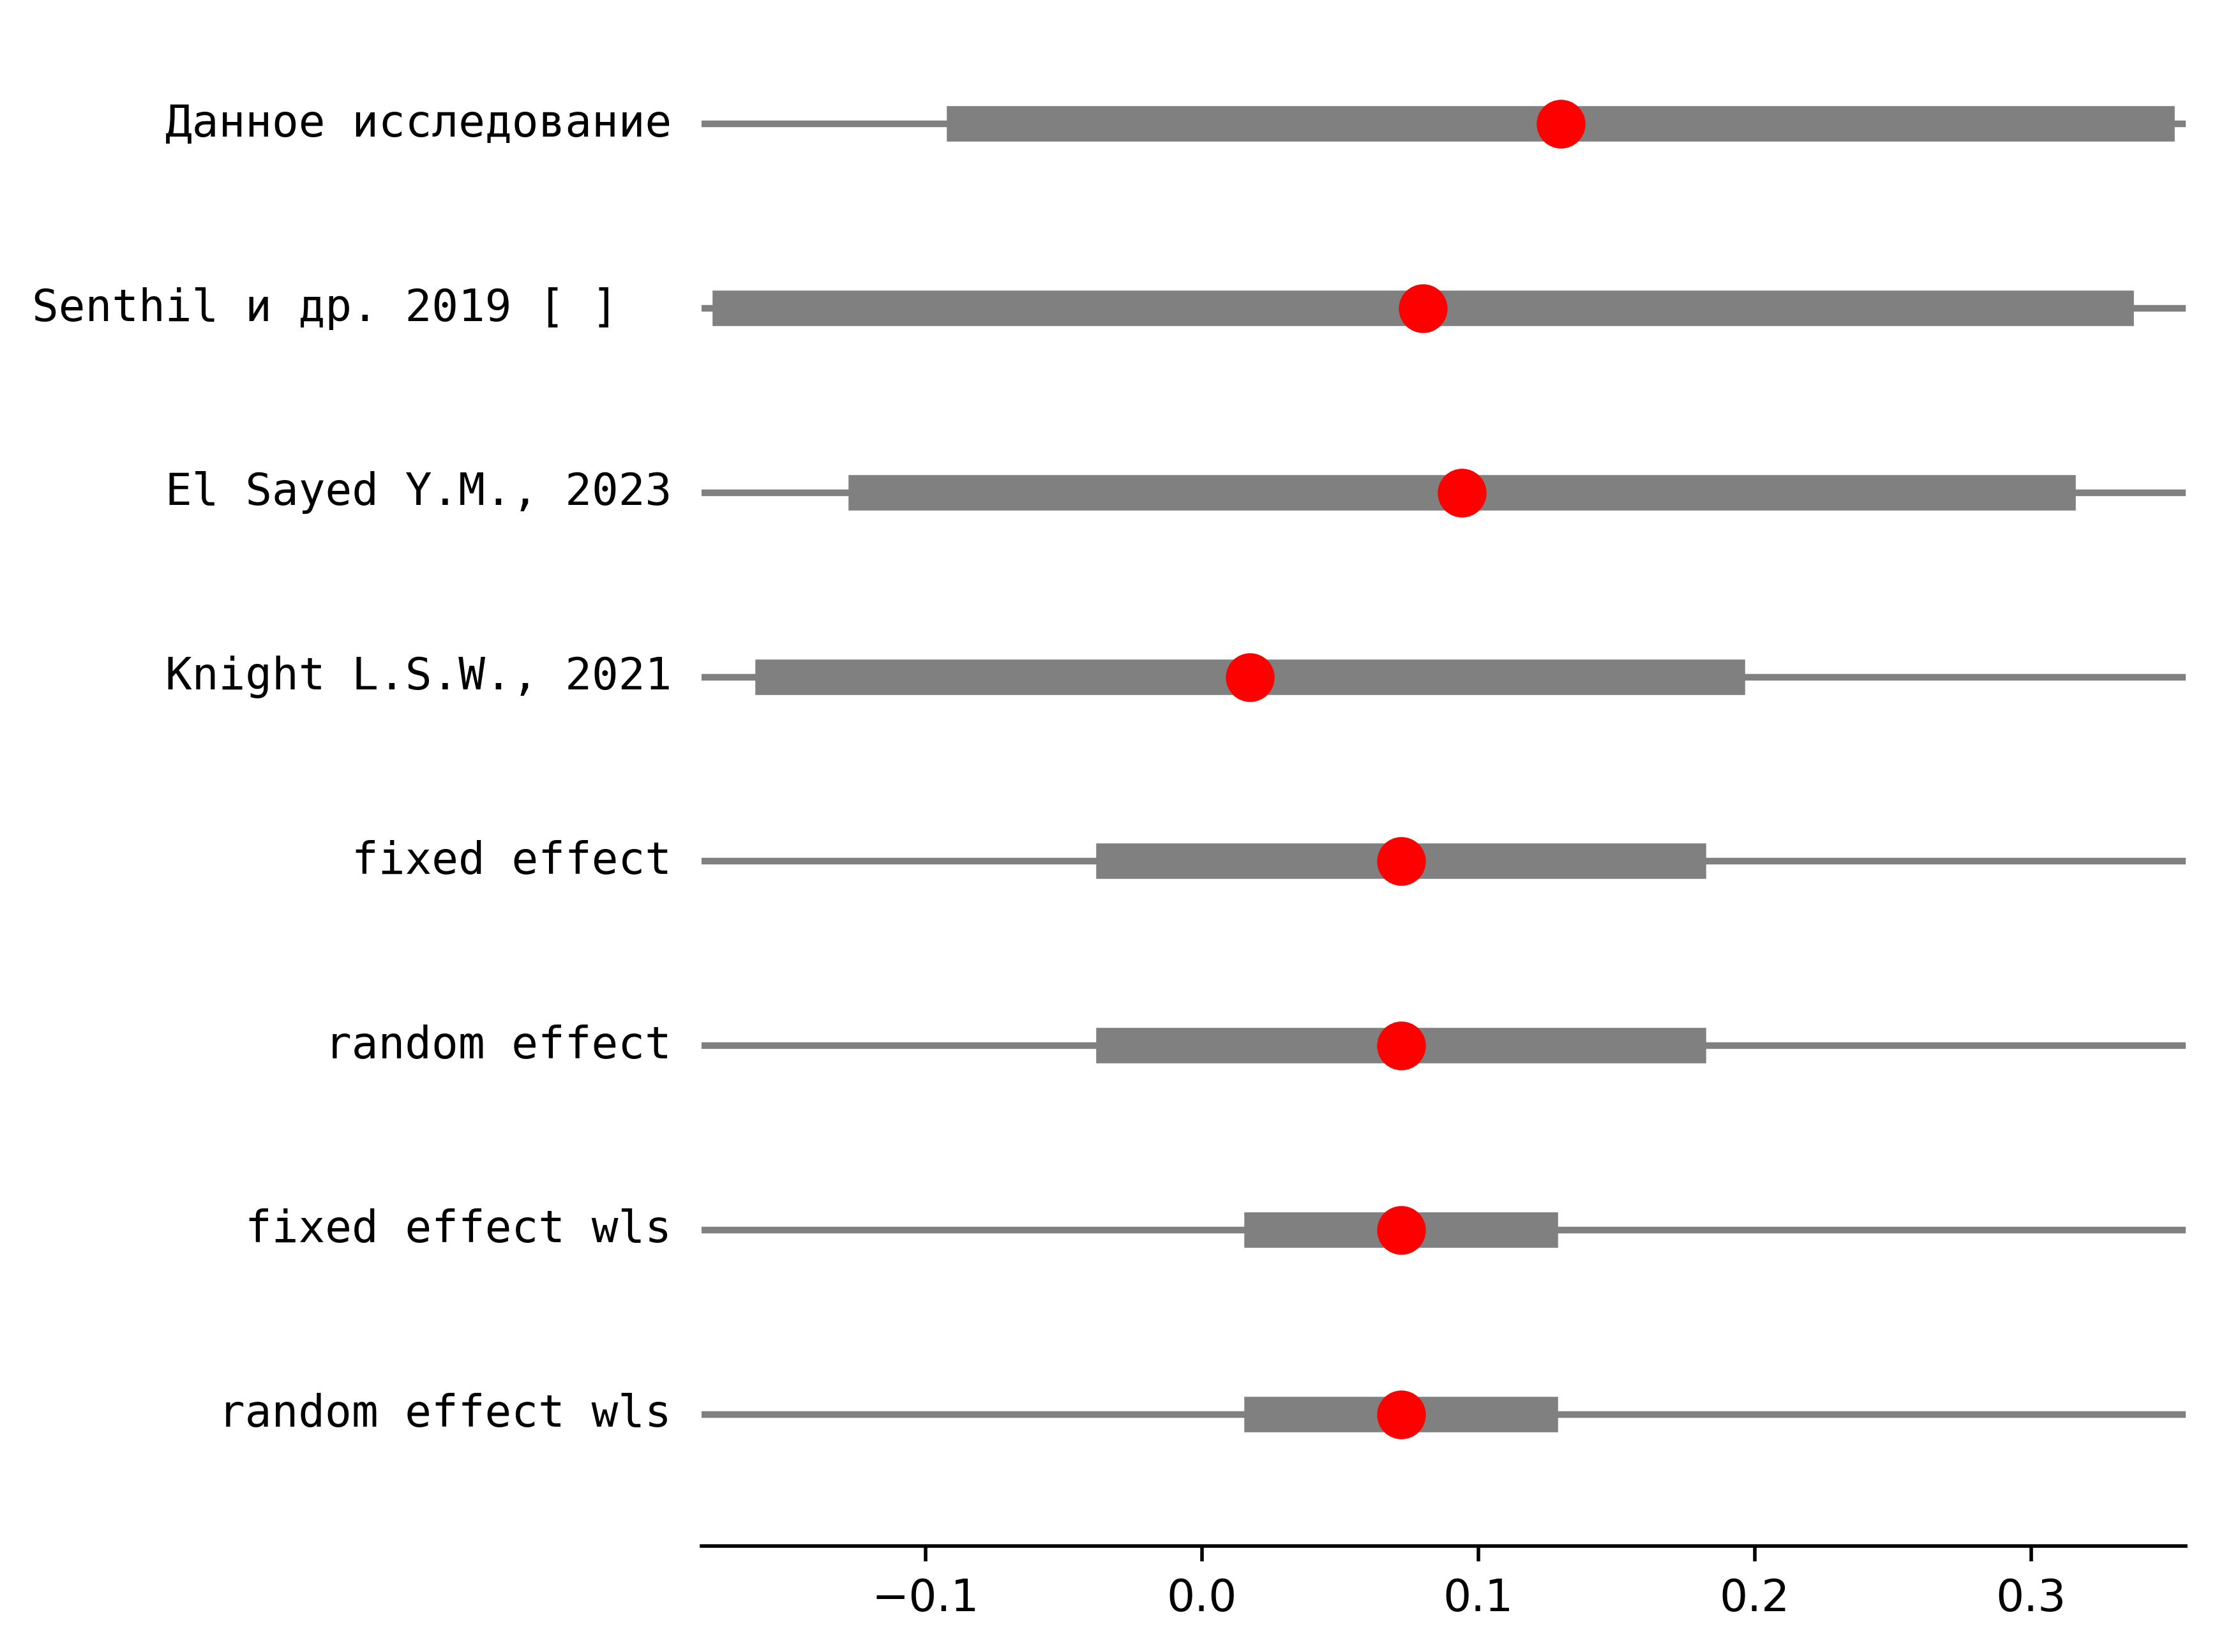 Данное исследование
Senthil и др. 2019 [ ]
El Sayed Y.M., 2023
Knight L.S.W., 2021
fixed effect
random effect
fixed effect wls
random effect wls
−0.1 0.0 0.1 0.2 0.3